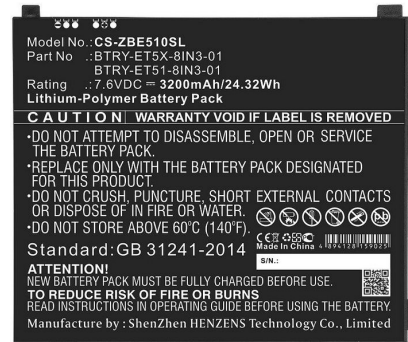 Model No.:CS-ZBE510SL
Part No .:BTRY-ET5X-8IN3-01
BTRY-ET51-8IN3-01
Rating .:7.6VDC ⎓ 3200mAh/24.32Wh
Lithium-Polymer Battery Pack
CAUTION WARRANTY VOID IF LABEL IS REMOVED
•DO NOT ATTEMPT TO DISASSEMBLE, OPEN OR SERVICE
THE BATTERY PACK.
•REPLACE ONLY WITH THE BATTERY PACK DESIGNATED
FOR THIS PRODUCT.
•DO NOT CRUSH, PUNCTURE, SHORT EXTERNAL CONTACTS
OR DISPOSE OF IN FIRE OR WATER.
•DO NOT STORE ABOVE 60°C (140°F).
Standard:GB 31241-2014
CE
Made In China
4 894128 159025
S/N.:
ATTENTION!
NEW BATTERY PACK MUST BE FULLY CHARGED BEFORE USE.
TO REDUCE RISK OF FIRE OR BURNS
READ INSTRUCTIONS IN OPERATING GUIDE BEFORE USING THE BATTERY.
Manufacture by : ShenZhen HENZENS Technology Co., Limited